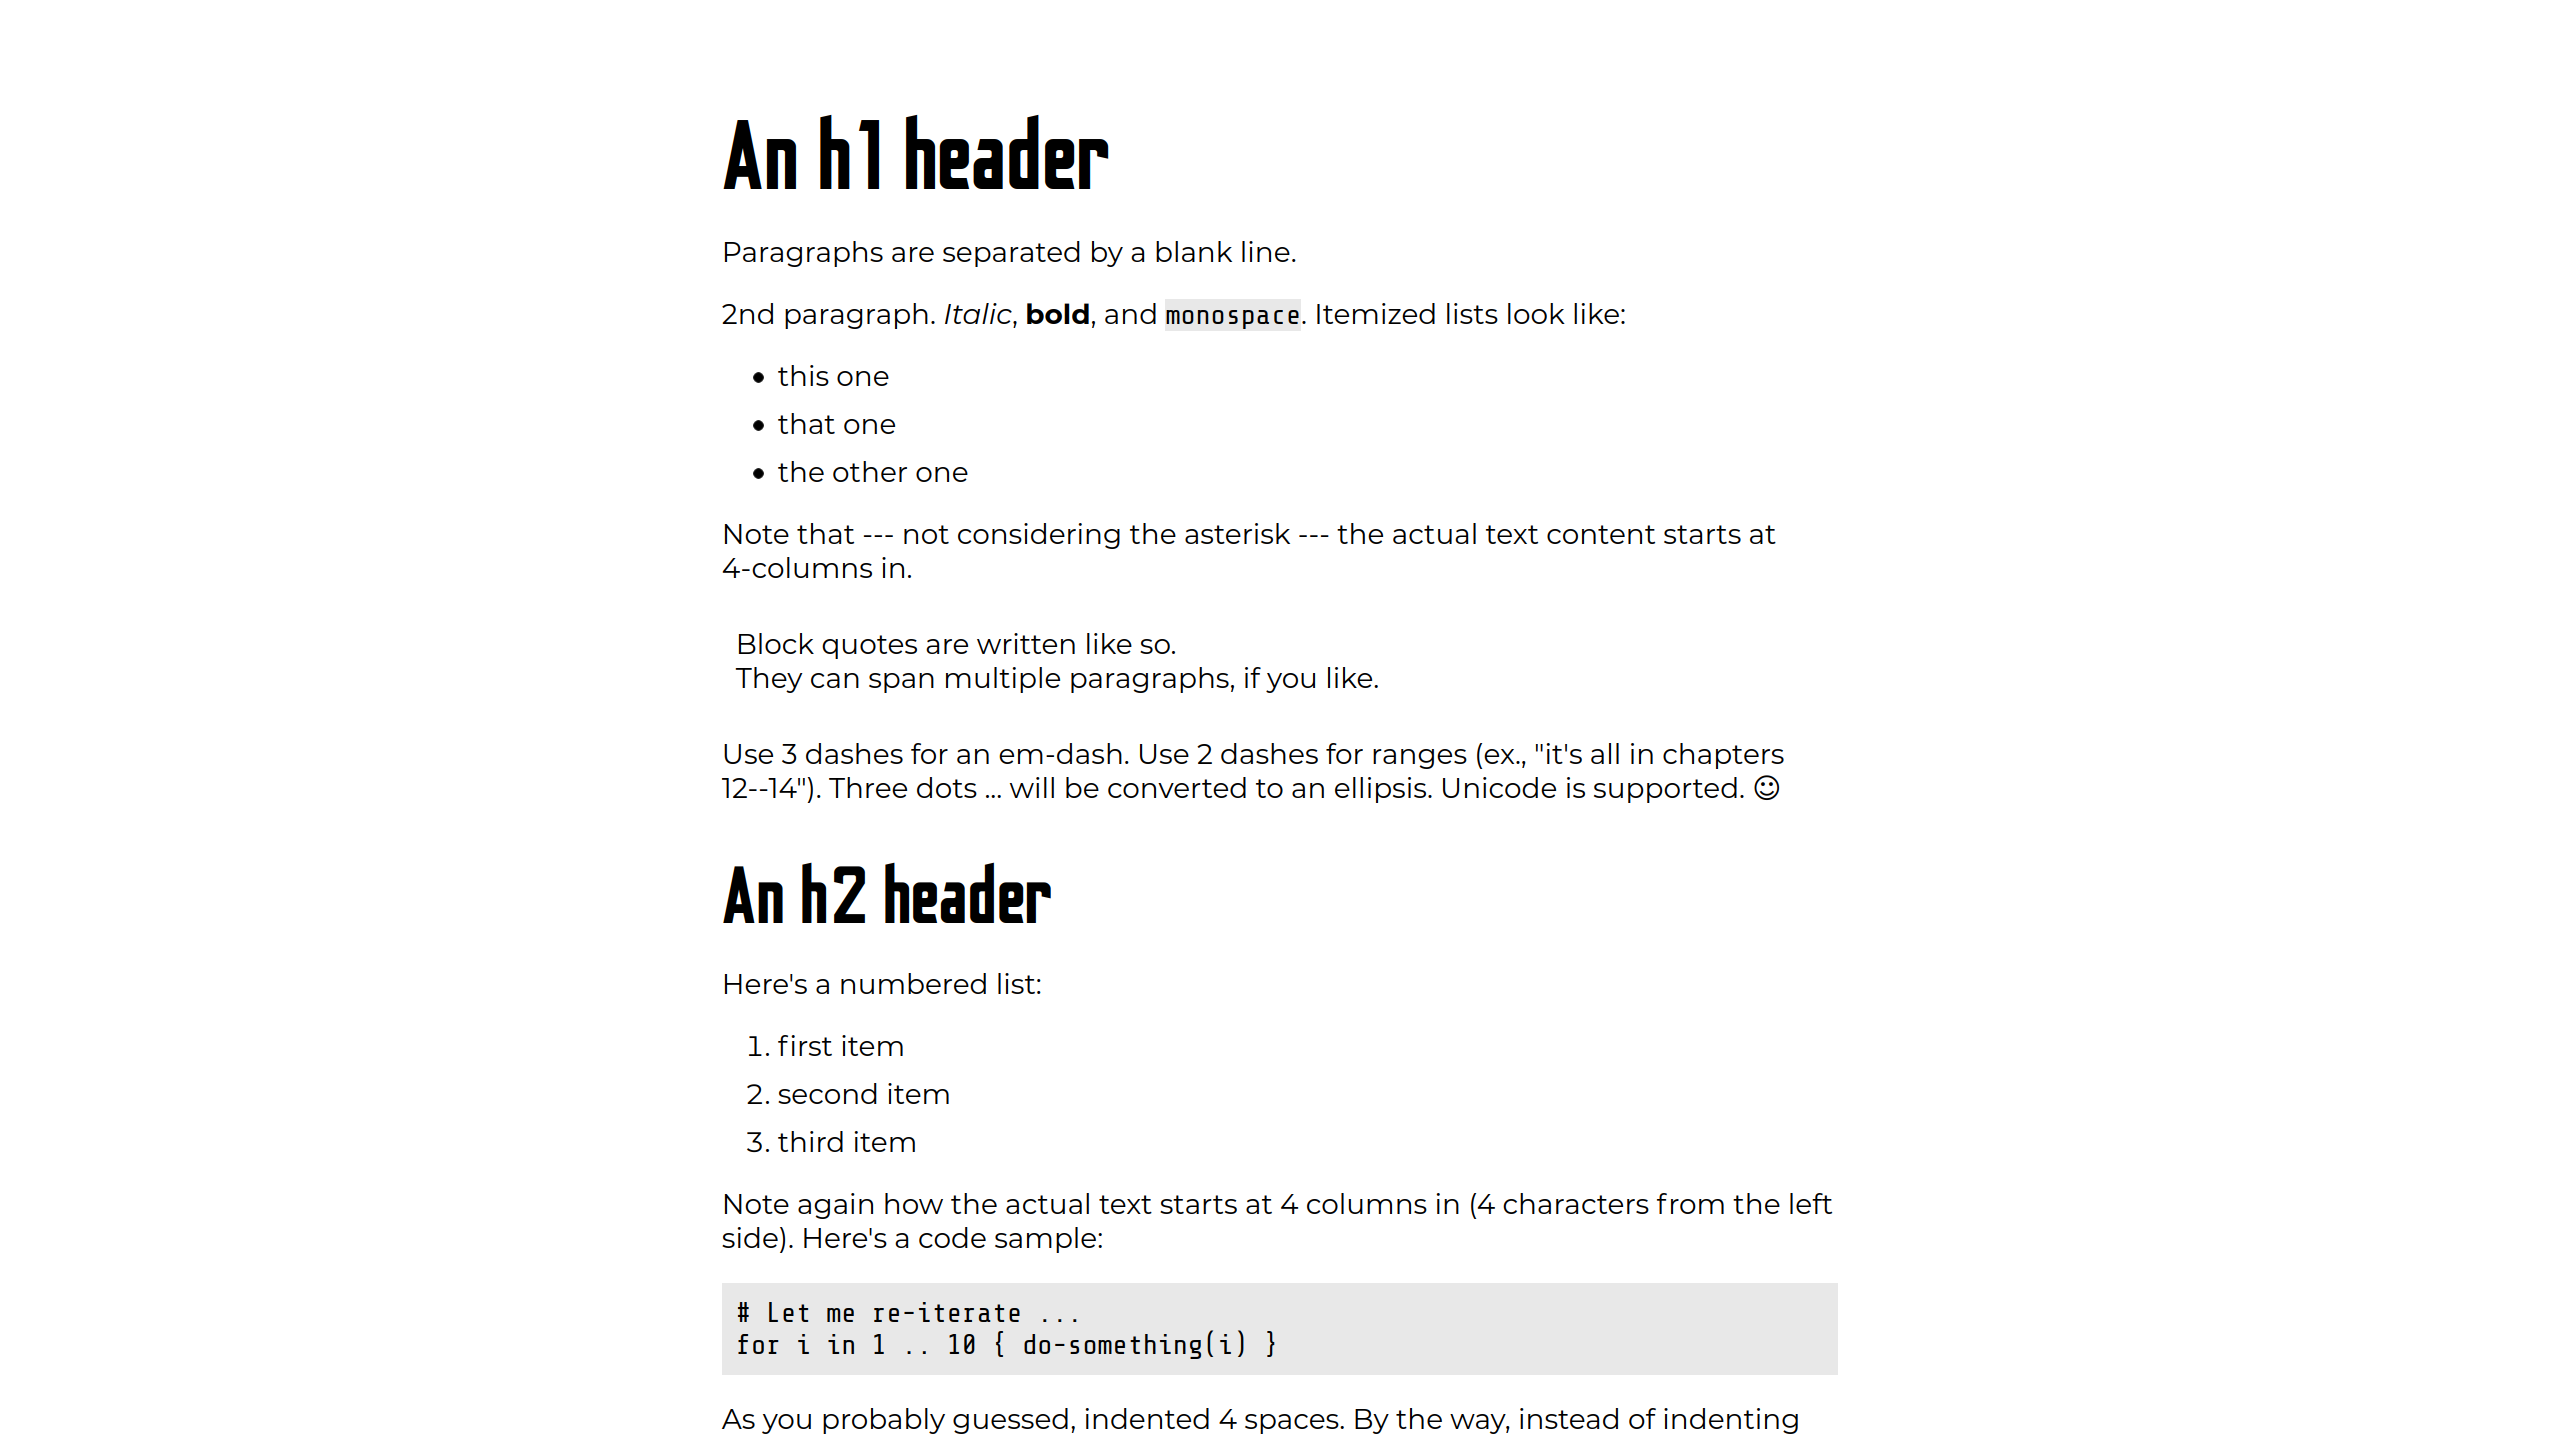 An h1 header
Paragraphs are separated by a blank line.
2nd paragraph. Italic, bold, and monospace. Itemized lists look like:
• this one
• that one
• the other one
Note that --- not considering the asterisk --- the actual text content starts at
4-columns in.
Block quotes are written like so.
They can span multiple paragraphs, if you like.
Use 3 dashes for an em-dash. Use 2 dashes for ranges (ex., "it's all in chapters
12--14"). Three dots ... will be converted to an ellipsis. Unicode is supported. ☺
An h2 header
Here's a numbered list:
1. first item
2. second item
3. third item
Note again how the actual text starts at 4 columns in (4 characters from the left
side). Here's a code sample:
# Let me re-iterate ...
for i in 1 .. 10 { do-something(i) }
As you probably guessed, indented 4 spaces. By the way, instead of indenting